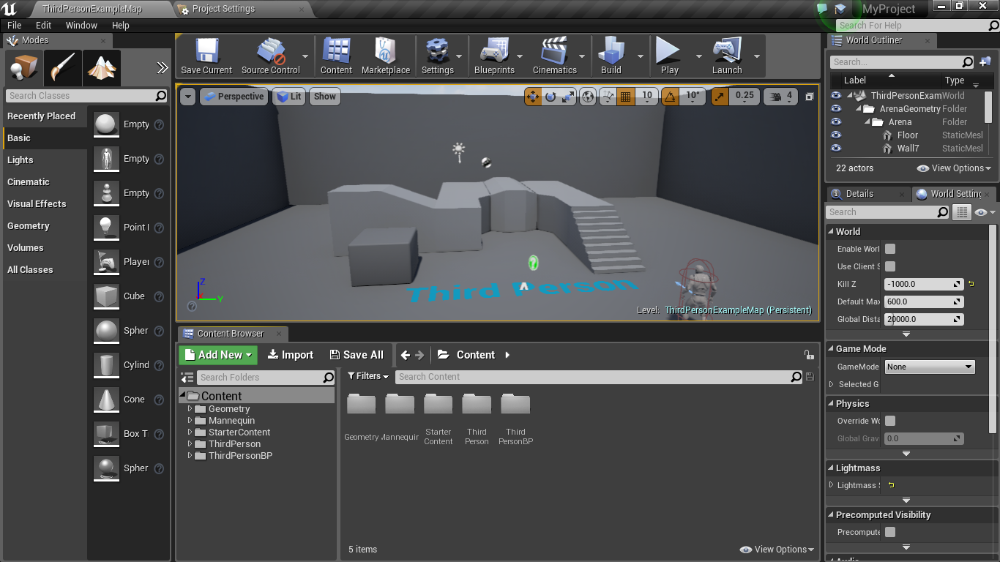 ThirdPersonExampleMap
Project Settings
MyProject
File Edit Window Help
Search For Help
Modes
Search Classes
Recently Placed
Basic
Lights
Cinematic
Visual Effects
Geometry
Volumes
All Classes
Empty
Empty
Empty
Point
Player
Cube
Spher
Cylind
Cone
Box T
Spher
Save Current
Source Control
Content
Marketplace
Settings
Blueprints
Cinematics
Build
Play
Launch
Perspective
Lit
Show
10
10°
0.25
4
Third Person
Z
Y
Level: ThirdPersonExampleMap (Persistent)
Content Browser
Add New
Import
Save All
Content
Search Folders
Filters
Search Content
Content
Geometry
Mannequin
StarterContent
ThirdPerson
ThirdPersonBP
Geometry
Mannequin
Starter
Content
Third
Person
Third
PersonBP
5 items
View Options
World Outliner
Search...
Label Type
ThirdPersonExam World
ArenaGeometry Folder
Arena Folder
Floor StaticMesl
Wall7 StaticMesl
22 actors
View Options
Details
World Setting
Search
World
Enable Worl
Use Client S
Kill Z -1000.0
Default Max 600.0
Global Dista 20000.0
Game Mode
GameMode None
Selected G
Physics
Override Wo
Global Grav 0.0
Lightmass
Lightmass S
Precomputed Visibility
Precompute
Audio